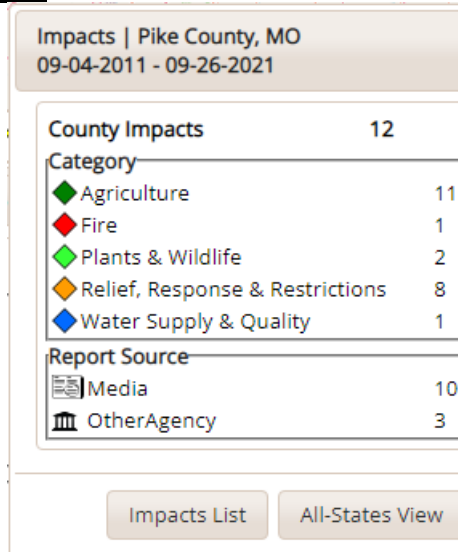 Impacts | Pike County, MO
09-04-2011 - 09-26-2021
County Impacts 12
Category
Agriculture 11
Fire 1
Plants & Wildlife 2
Relief, Response & Restrictions 8
Water Supply & Quality 1
Report Source
Media 10
OtherAgency 3
Impacts List All-States View